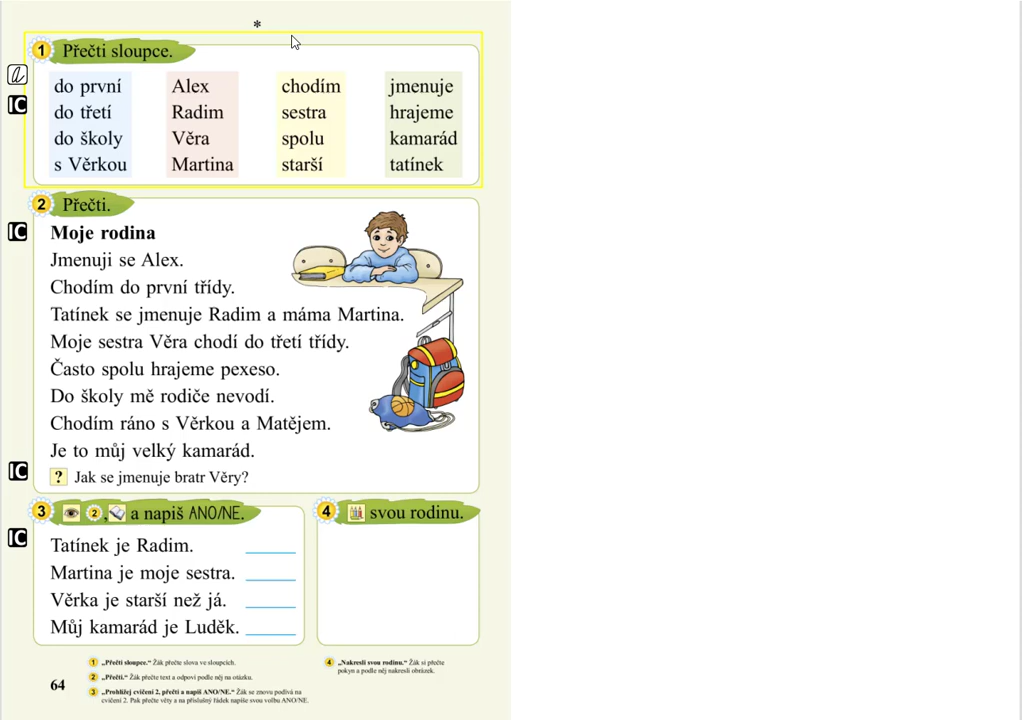 *
1 Přečti sloupce.
do první Alex chodím jmenuje
do třetí Radim sestra hrajeme
do školy Věra spolu kamarád
s Věrkou Martina starší tatínek
2 Přečti.
Moje rodina
Jmenuji se Alex.
Chodím do první třídy.
Tatínek se jmenuje Radim a máma Martina.
Moje sestra Věra chodí do třetí třídy.
Často spolu hrajeme pexeso.
Do školy mě rodiče nevodí.
Chodím ráno s Věrkou a Matějem.
Je to můj velký kamarád.
? Jak se jmenuje bratr Věry?
3 2, a napiš ANO/NE.
Tatínek je Radim.
Martina je moje sestra.
Věrka je starší než já.
Můj kamarád je Luděk.
4 svou rodinu.
1 „Přečti sloupce.“ Žák přečte slova ve sloupcích.
2 „Přečti.“ Žák přečte text a odpoví podle něj na otázku.
3 „Prohlížej cvičení 2, přečti a napiš ANO/NE.“ Žák se znovu podívá na
cvičení 2. Pak přečte věty a na příslušný řádek napíše svou volbu ANO/NE.
4 „Nakresli svou rodinu.“ Žák si přečte
pokyn a podle něj nakreslí obrázek.
64
IC
IC
IC
IC